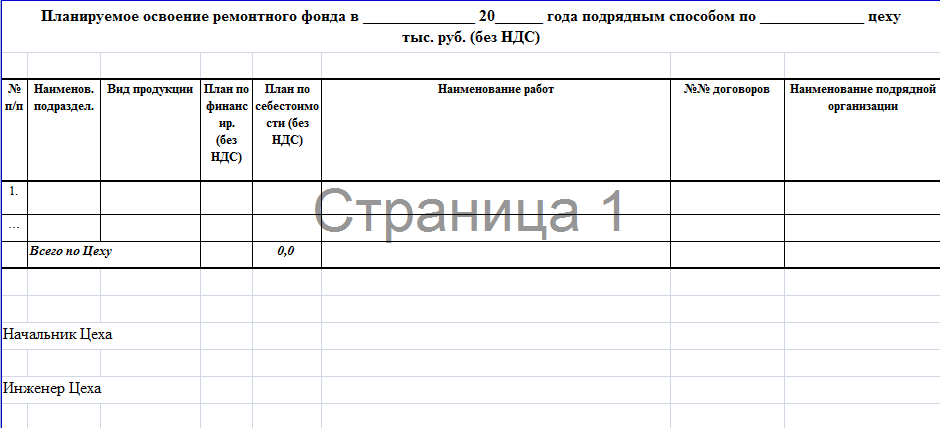 Планируемое освоение ремонтного фонда в ______________ 20______ года подрядным способом по _____________ цеху
тыс. руб. (без НДС)
№ п/п
Наименов. подраздел.
Вид продукции
План по финанс ир. (без НДС)
План по себестоимо сти (без НДС)
Наименование работ
№№ договоров
Наименование подрядной организации
1.
...
Всего по Цеху 0,0
Страница 1
Начальник Цеха
Инженер Цеха